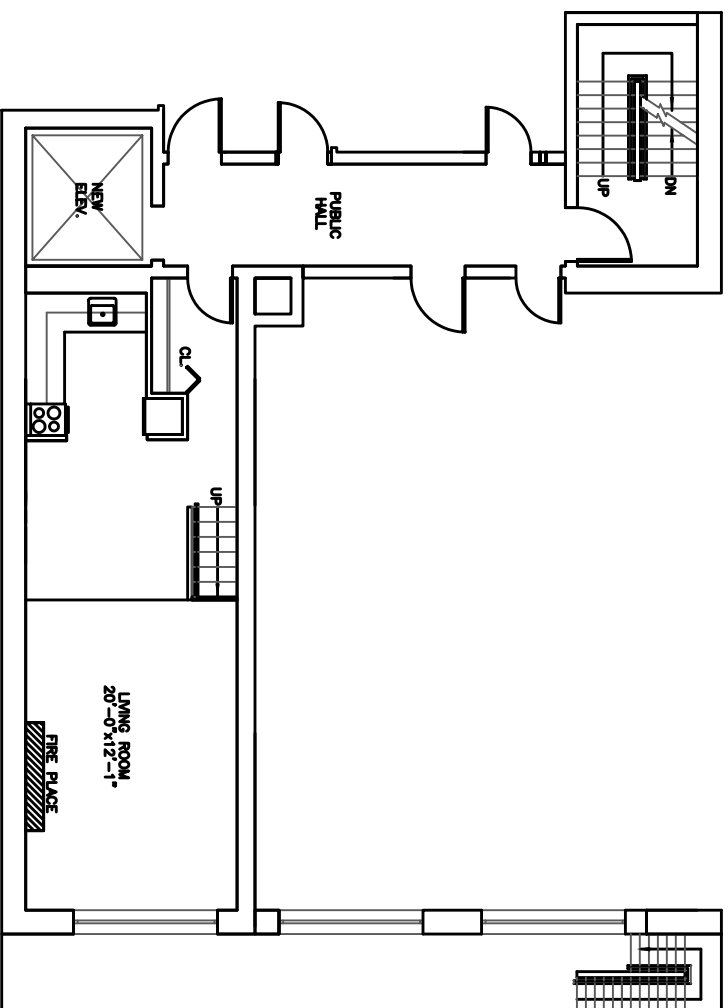 DN
UP
PUBLIC
HALL
NEW
ELEV.
CL.
UP
LIVING ROOM
20'-0"x12'-1"
FIRE PLACE